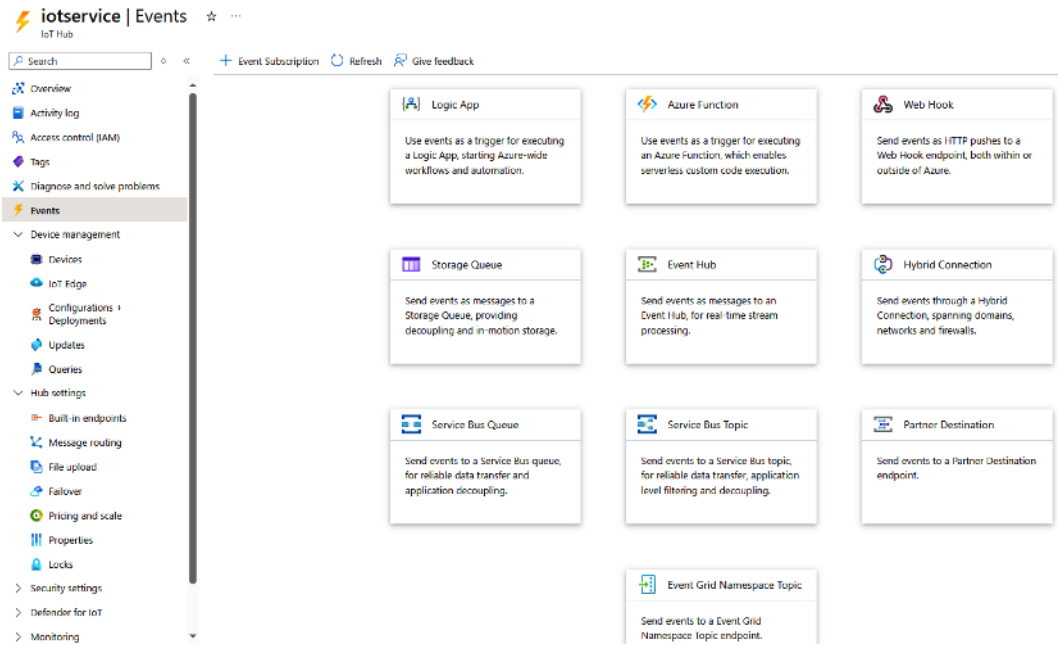 iotservice | Events
IoT Hub
Search
Event Subscription Refresh Give feedback
Overview
Activity log
Access control (IAM)
Tags
Diagnose and solve problems
Events
Device management
Devices
IoT Edge
Configurations +
Deployments
Updates
Queries
Hub settings
Built-in endpoints
Message routing
File upload
Failover
Pricing and scale
Properties
Locks
Security settings
Defender for IoT
Monitoring
Logic App
Use events as a trigger for executing
a Logic App, starting Azure-wide
workflows and automation.
Azure Function
Use events as a trigger for executing
an Azure Function, which enables
serverless custom code execution.
Web Hook
Send events as HTTP pushes to a
Web Hook endpoint, both within or
outside of Azure.
Storage Queue
Send events as messages to a
Storage Queue, providing
decoupling and in-motion storage.
Event Hub
Send events as messages to an
Event Hub, for real-time stream
processing.
Hybrid Connection
Send events through a Hybrid
Connection, spanning domains,
networks and firewalls.
Service Bus Queue
Send events to a Service Bus queue,
for reliable data transfer and
application decoupling.
Service Bus Topic
Send events to a Service Bus topic,
for reliable data transfer, application
level filtering and decoupling.
Partner Destination
Send events to a Partner Destination
endpoint.
Event Grid Namespace Topic
Send events to a Event Grid
Namespace Topic endpoint.